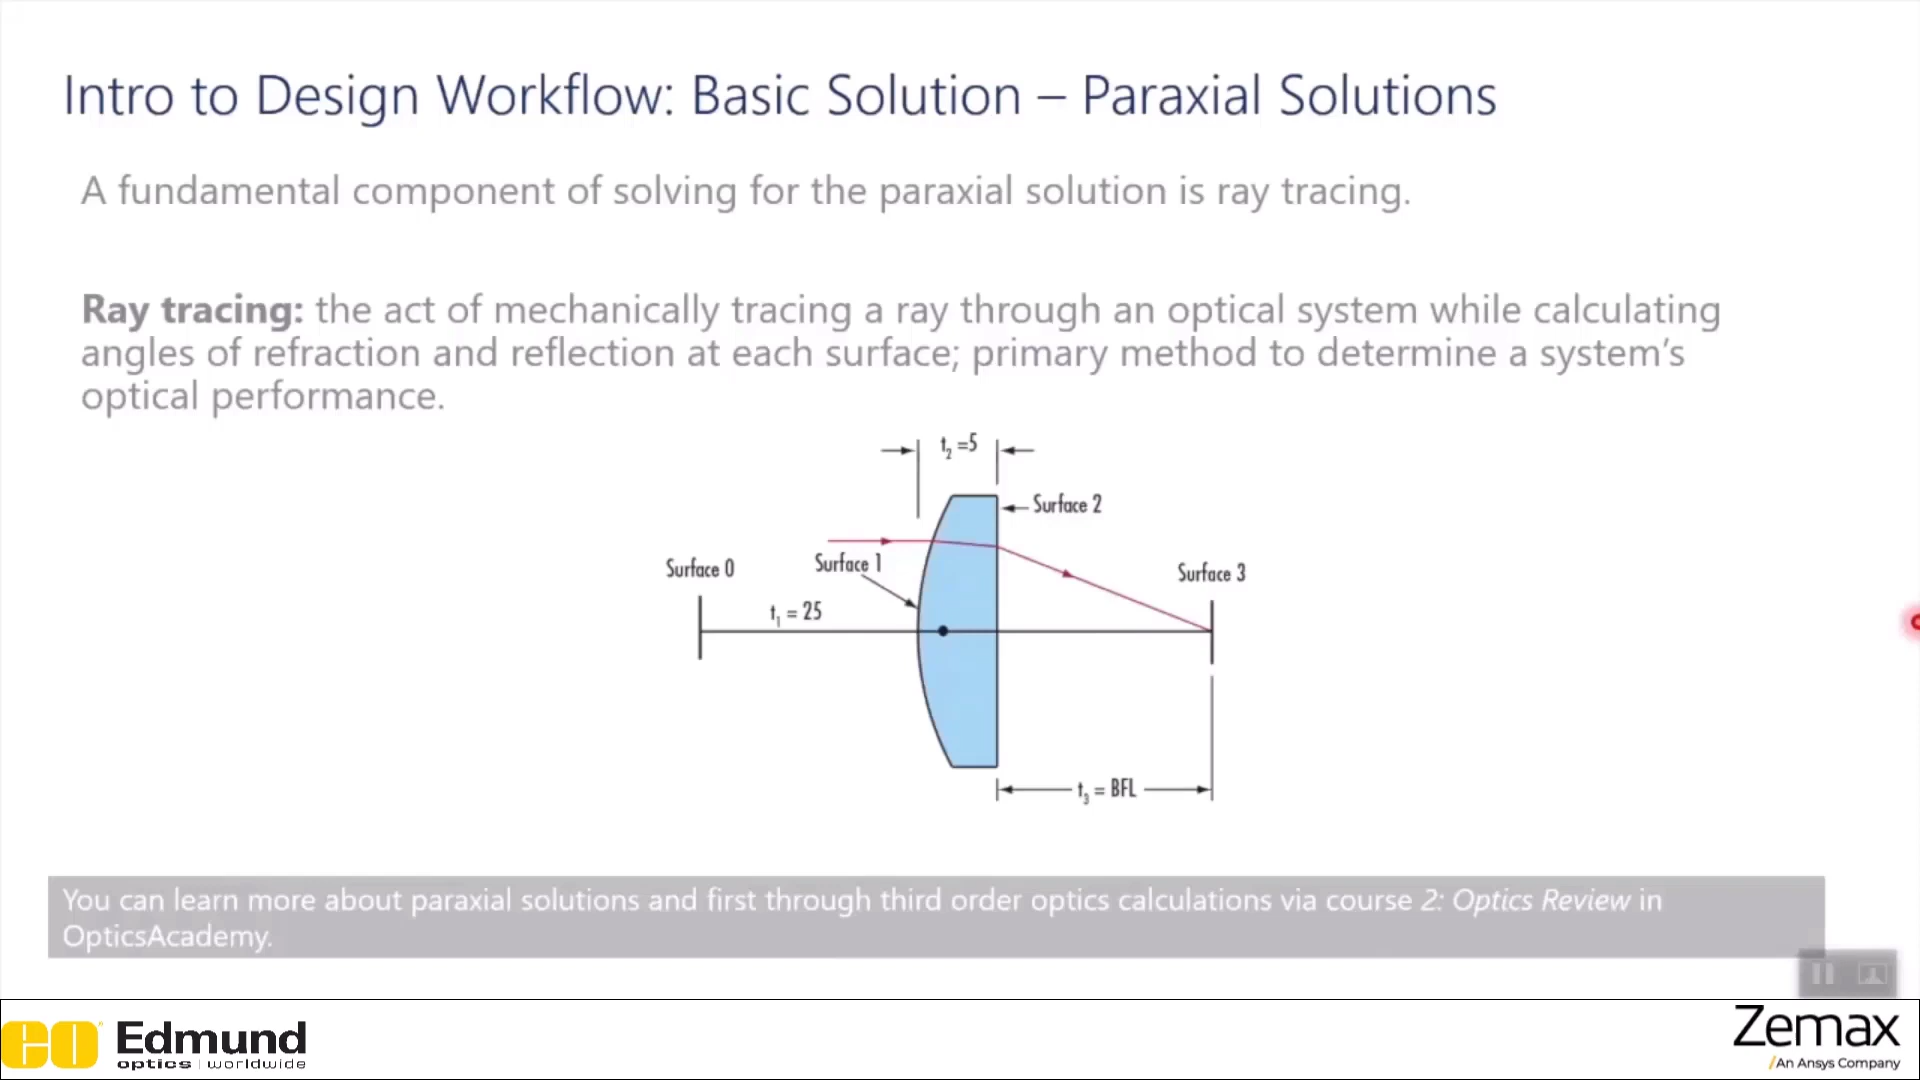 Intro to Design Workflow: Basic Solution – Paraxial Solutions
A fundamental component of solving for the paraxial solution is ray tracing.
Ray tracing: the act of mechanically tracing a ray through an optical system while calculating
angles of refraction and reflection at each surface; primary method to determine a system's
optical performance.
t2 =5
Surface 2
Surface 1
Surface 0
Surface 3
t1 = 25
t3 = BFL
You can learn more about paraxial solutions and first through third order optics calculations via course 2: Optics Review in
OpticsAcademy.
EO Edmund
optics | worldwide
Zemax
/An Ansys Company